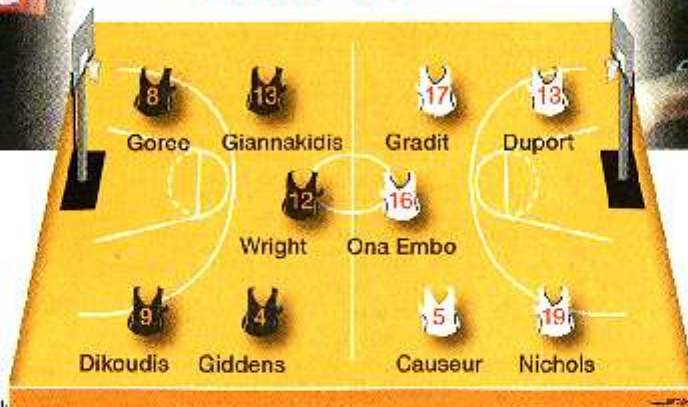 8 13 17 13
Goree Giannakidis Gradit Duport
12 16
Wright Ona Embo
9 4 5 19
Dikoudis Giddens Causeur Nichols